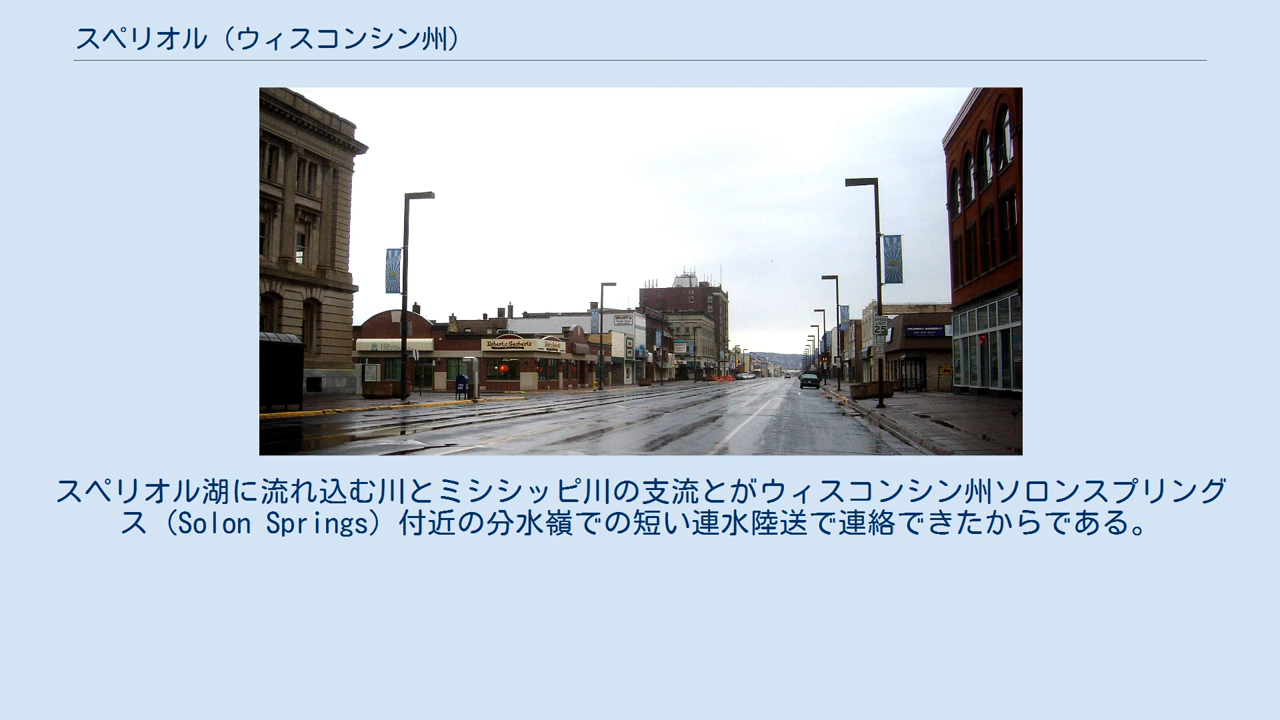 スペリオル（ウィスコンシン州）
スペリオル湖に流れ込む川とミシシッピ川の支流とがウィスコンシン州ソロンスプリング
ス（Solon Springs）付近の分水嶺での短い連水陸送で連絡できたからである。